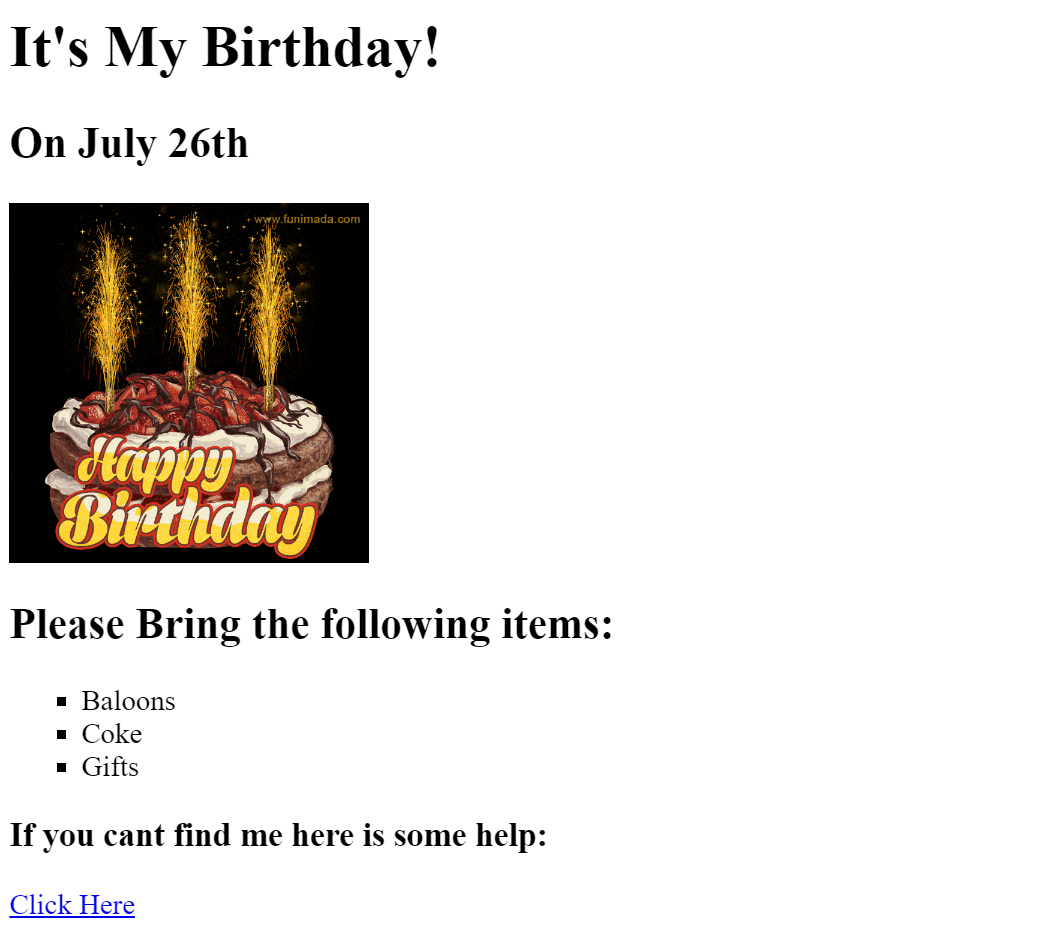 It's My Birthday!
On July 26th
www.funimada.com
Happy
Birthday
Please Bring the following items:
Baloons
Coke
Gifts
If you cant find me here is some help:
Click Here